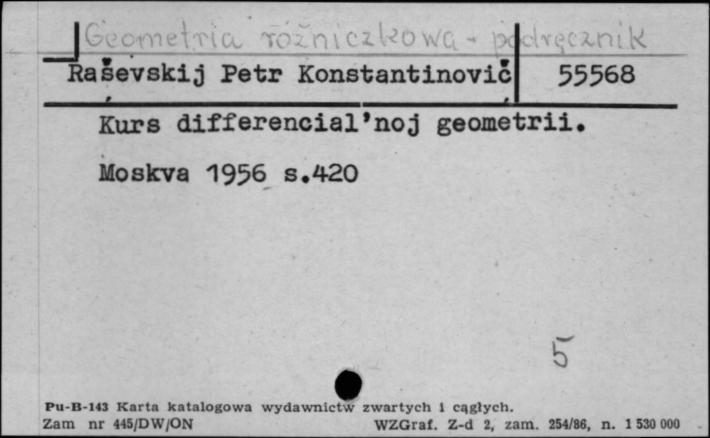 Geometria różniczkowa - podręcznik
Raševskij Petr Konstantinovič 55568
Kurs differencial'noj geometrii.
Moskva 1956 s.420
5
Pu-B-143 Karta katalogowa wydawnictw zwartych i cągłych.
Zam nr 445/DW/ON WZGraf. Z-d 2, zam. 254/86, n. 1 530 000